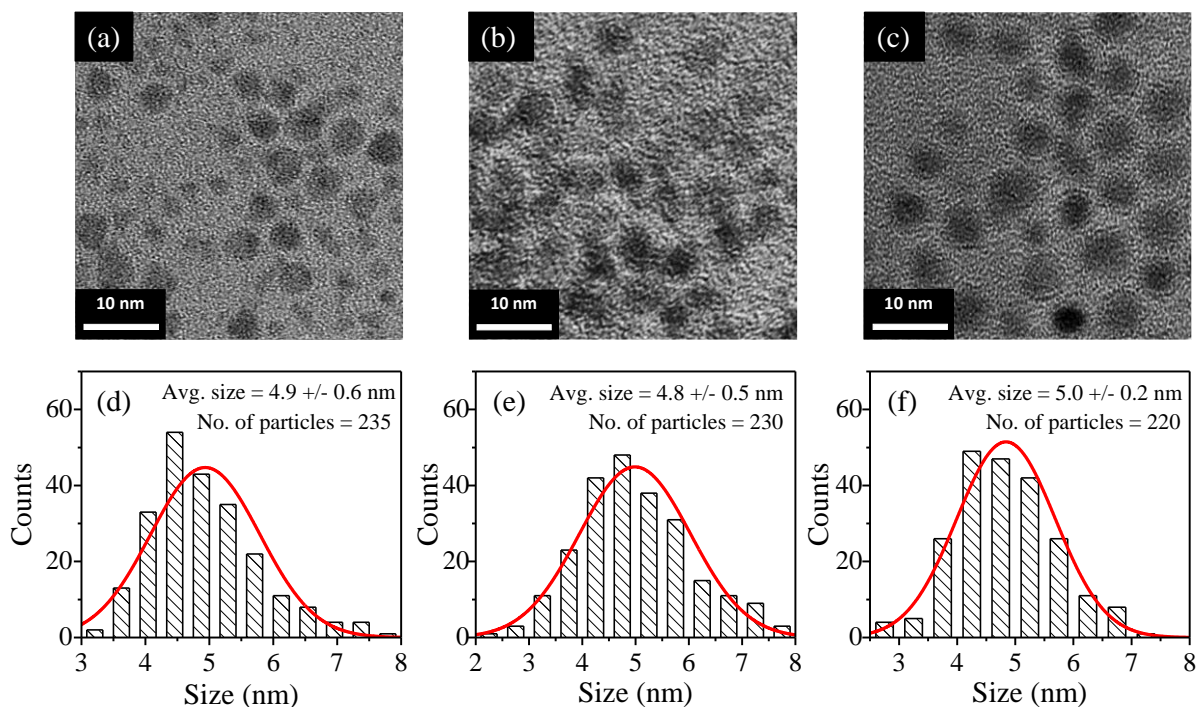 (a)
(b)
(c)
10 nm
10 nm
10 nm
(d)
Avg. size = 4.9 +/- 0.6 nm
No. of particles = 235
Counts
60
40
20
0
3 4 5 6 7 8
Size (nm)
(e)
Avg. size = 4.8 +/- 0.5 nm
No. of particles = 230
Counts
60
40
20
0
2 3 4 5 6 7 8
Size (nm)
(f)
Avg. size = 5.0 +/- 0.2 nm
No. of particles = 220
Counts
60
40
20
0
3 4 5 6 7 8
Size (nm)